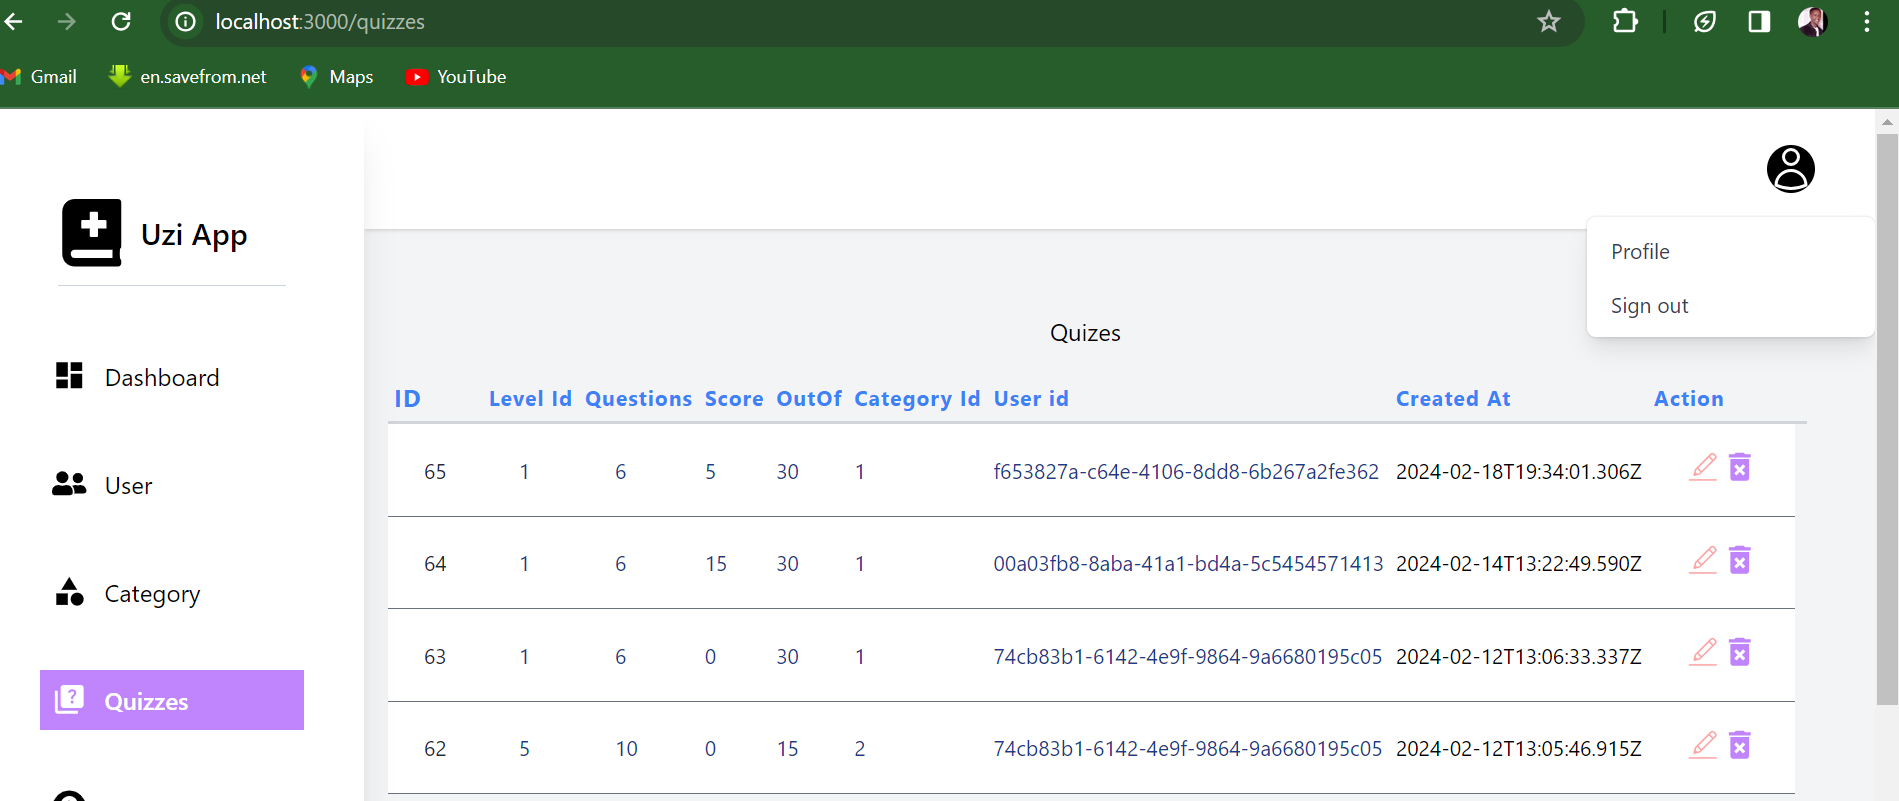 localhost:3000/quizzes
Gmail en.savefrom.net Maps YouTube
Uzi App
Profile
Sign out
Dashboard
User
Category
Quizzes
Quizes
ID Level Id Questions Score OutOf Category Id User id Created At Action
65 1 6 5 30 1 f653827a-c64e-4106-8dd8-6b267a2fe362 2024-02-18T19:34:01.306Z
64 1 6 15 30 1 00a03fb8-8aba-41a1-bd4a-5c5454571413 2024-02-14T13:22:49.590Z
63 1 6 0 30 1 74cb83b1-6142-4e9f-9864-9a6680195c05 2024-02-12T13:06:33.337Z
62 5 10 0 15 2 74cb83b1-6142-4e9f-9864-9a6680195c05 2024-02-12T13:05:46.915Z